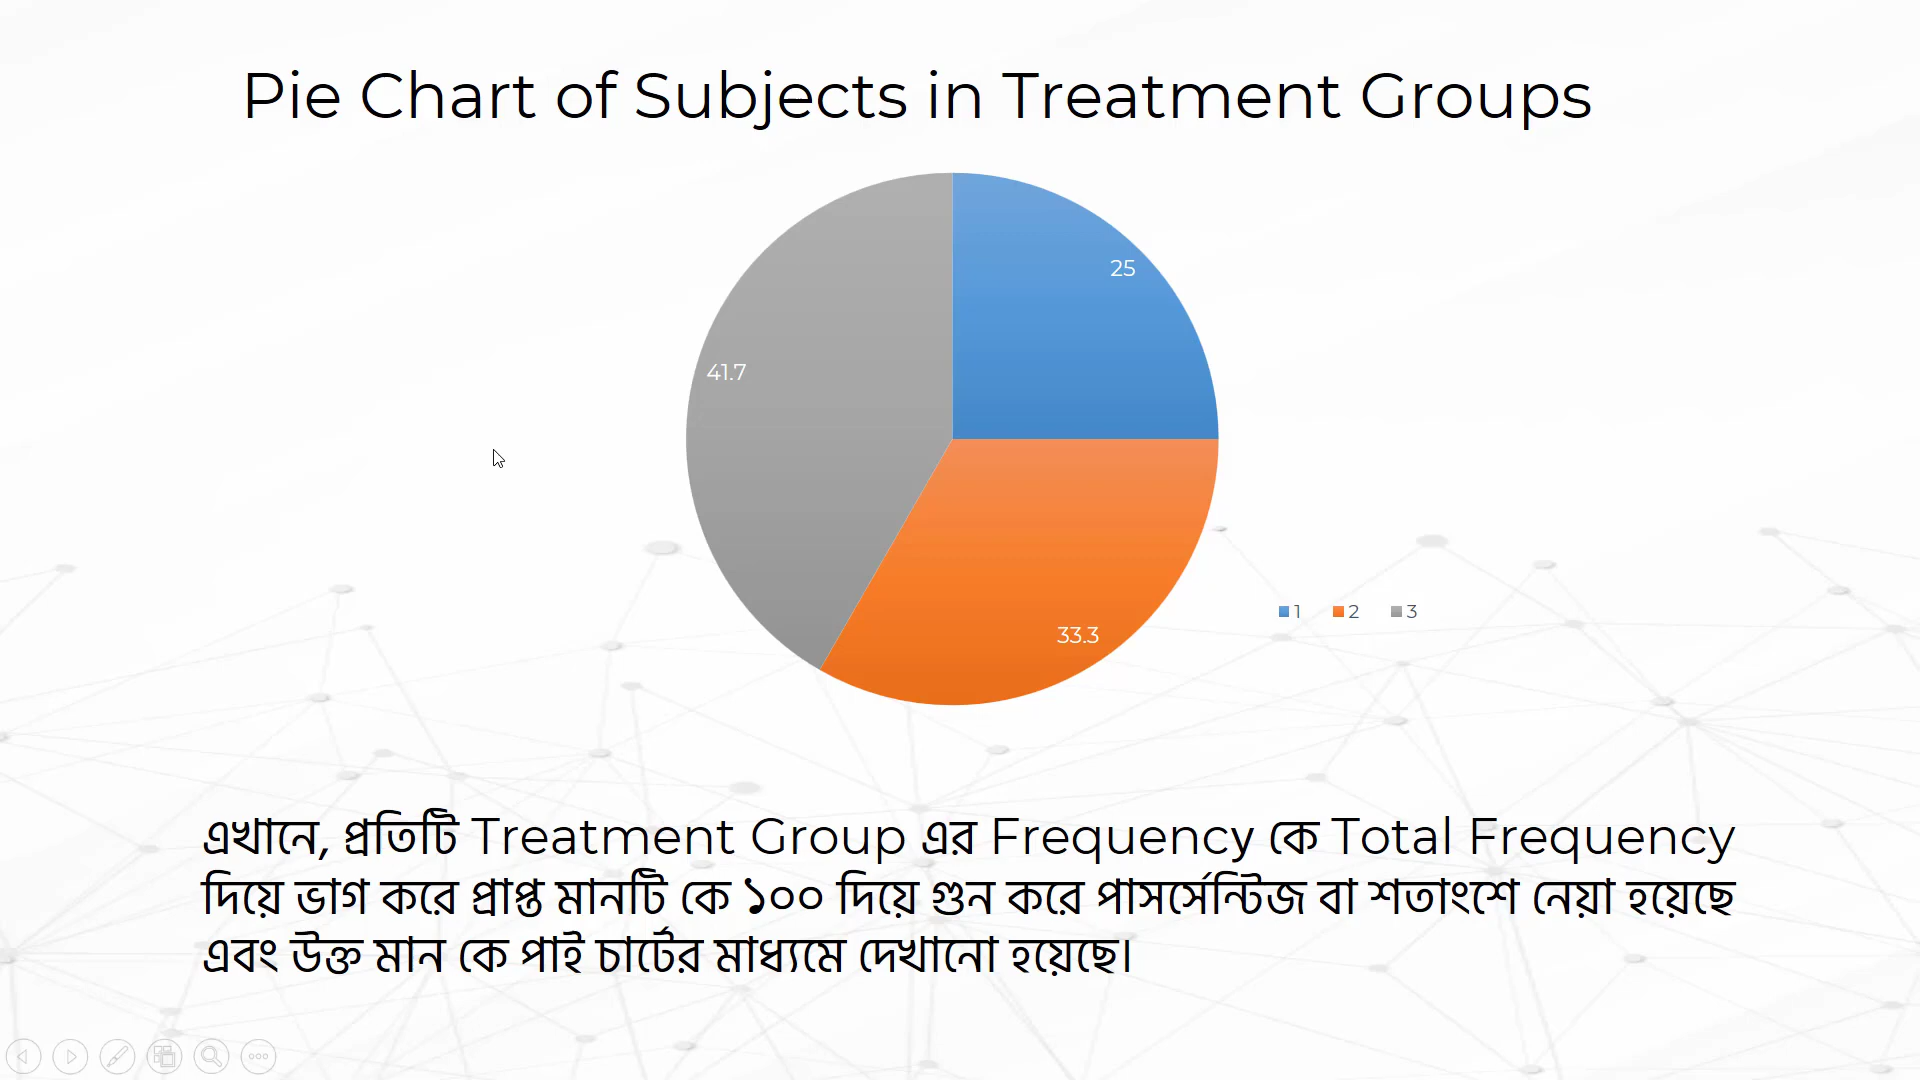 Pie Chart of Subjects in Treatment Groups
25
41.7
33.3
1 2 3
এখানে, প্রতিটি Treatment Group এর Frequency কে Total Frequency
দিয়ে ভাগ করে প্রাপ্ত মানটি কে ১০০ দিয়ে গুন করে পাসর্সেন্টিজ বা শতাংশে নেয়া হয়েছে
এবং উক্ত মান কে পাই চার্টের মাধ্যমে দেখানো হয়েছে।